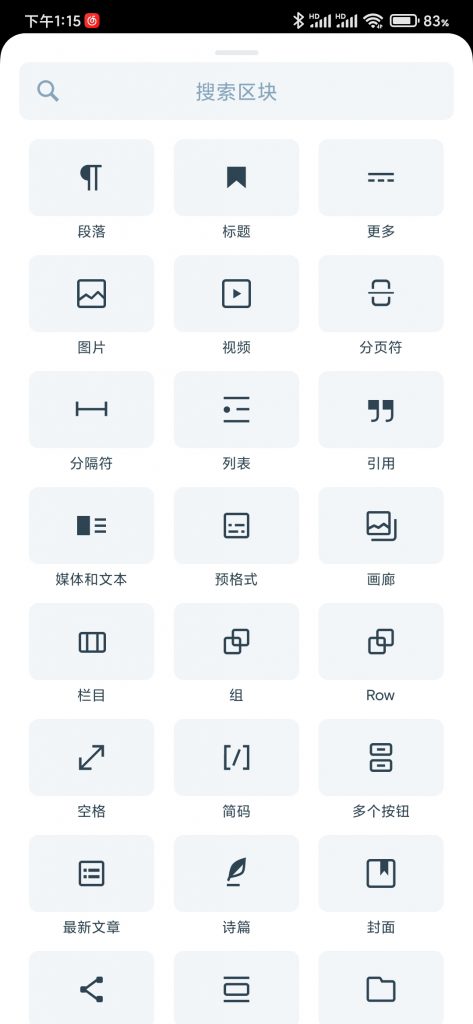 下午1:15
HD HD 83%
搜索区块
段落 标题 更多
图片 视频 分页符
分隔符 列表 引用
媒体和文本 预格式 画廊
栏目 组 Row
空格 简码 多个按钮
最新文章 诗篇 封面